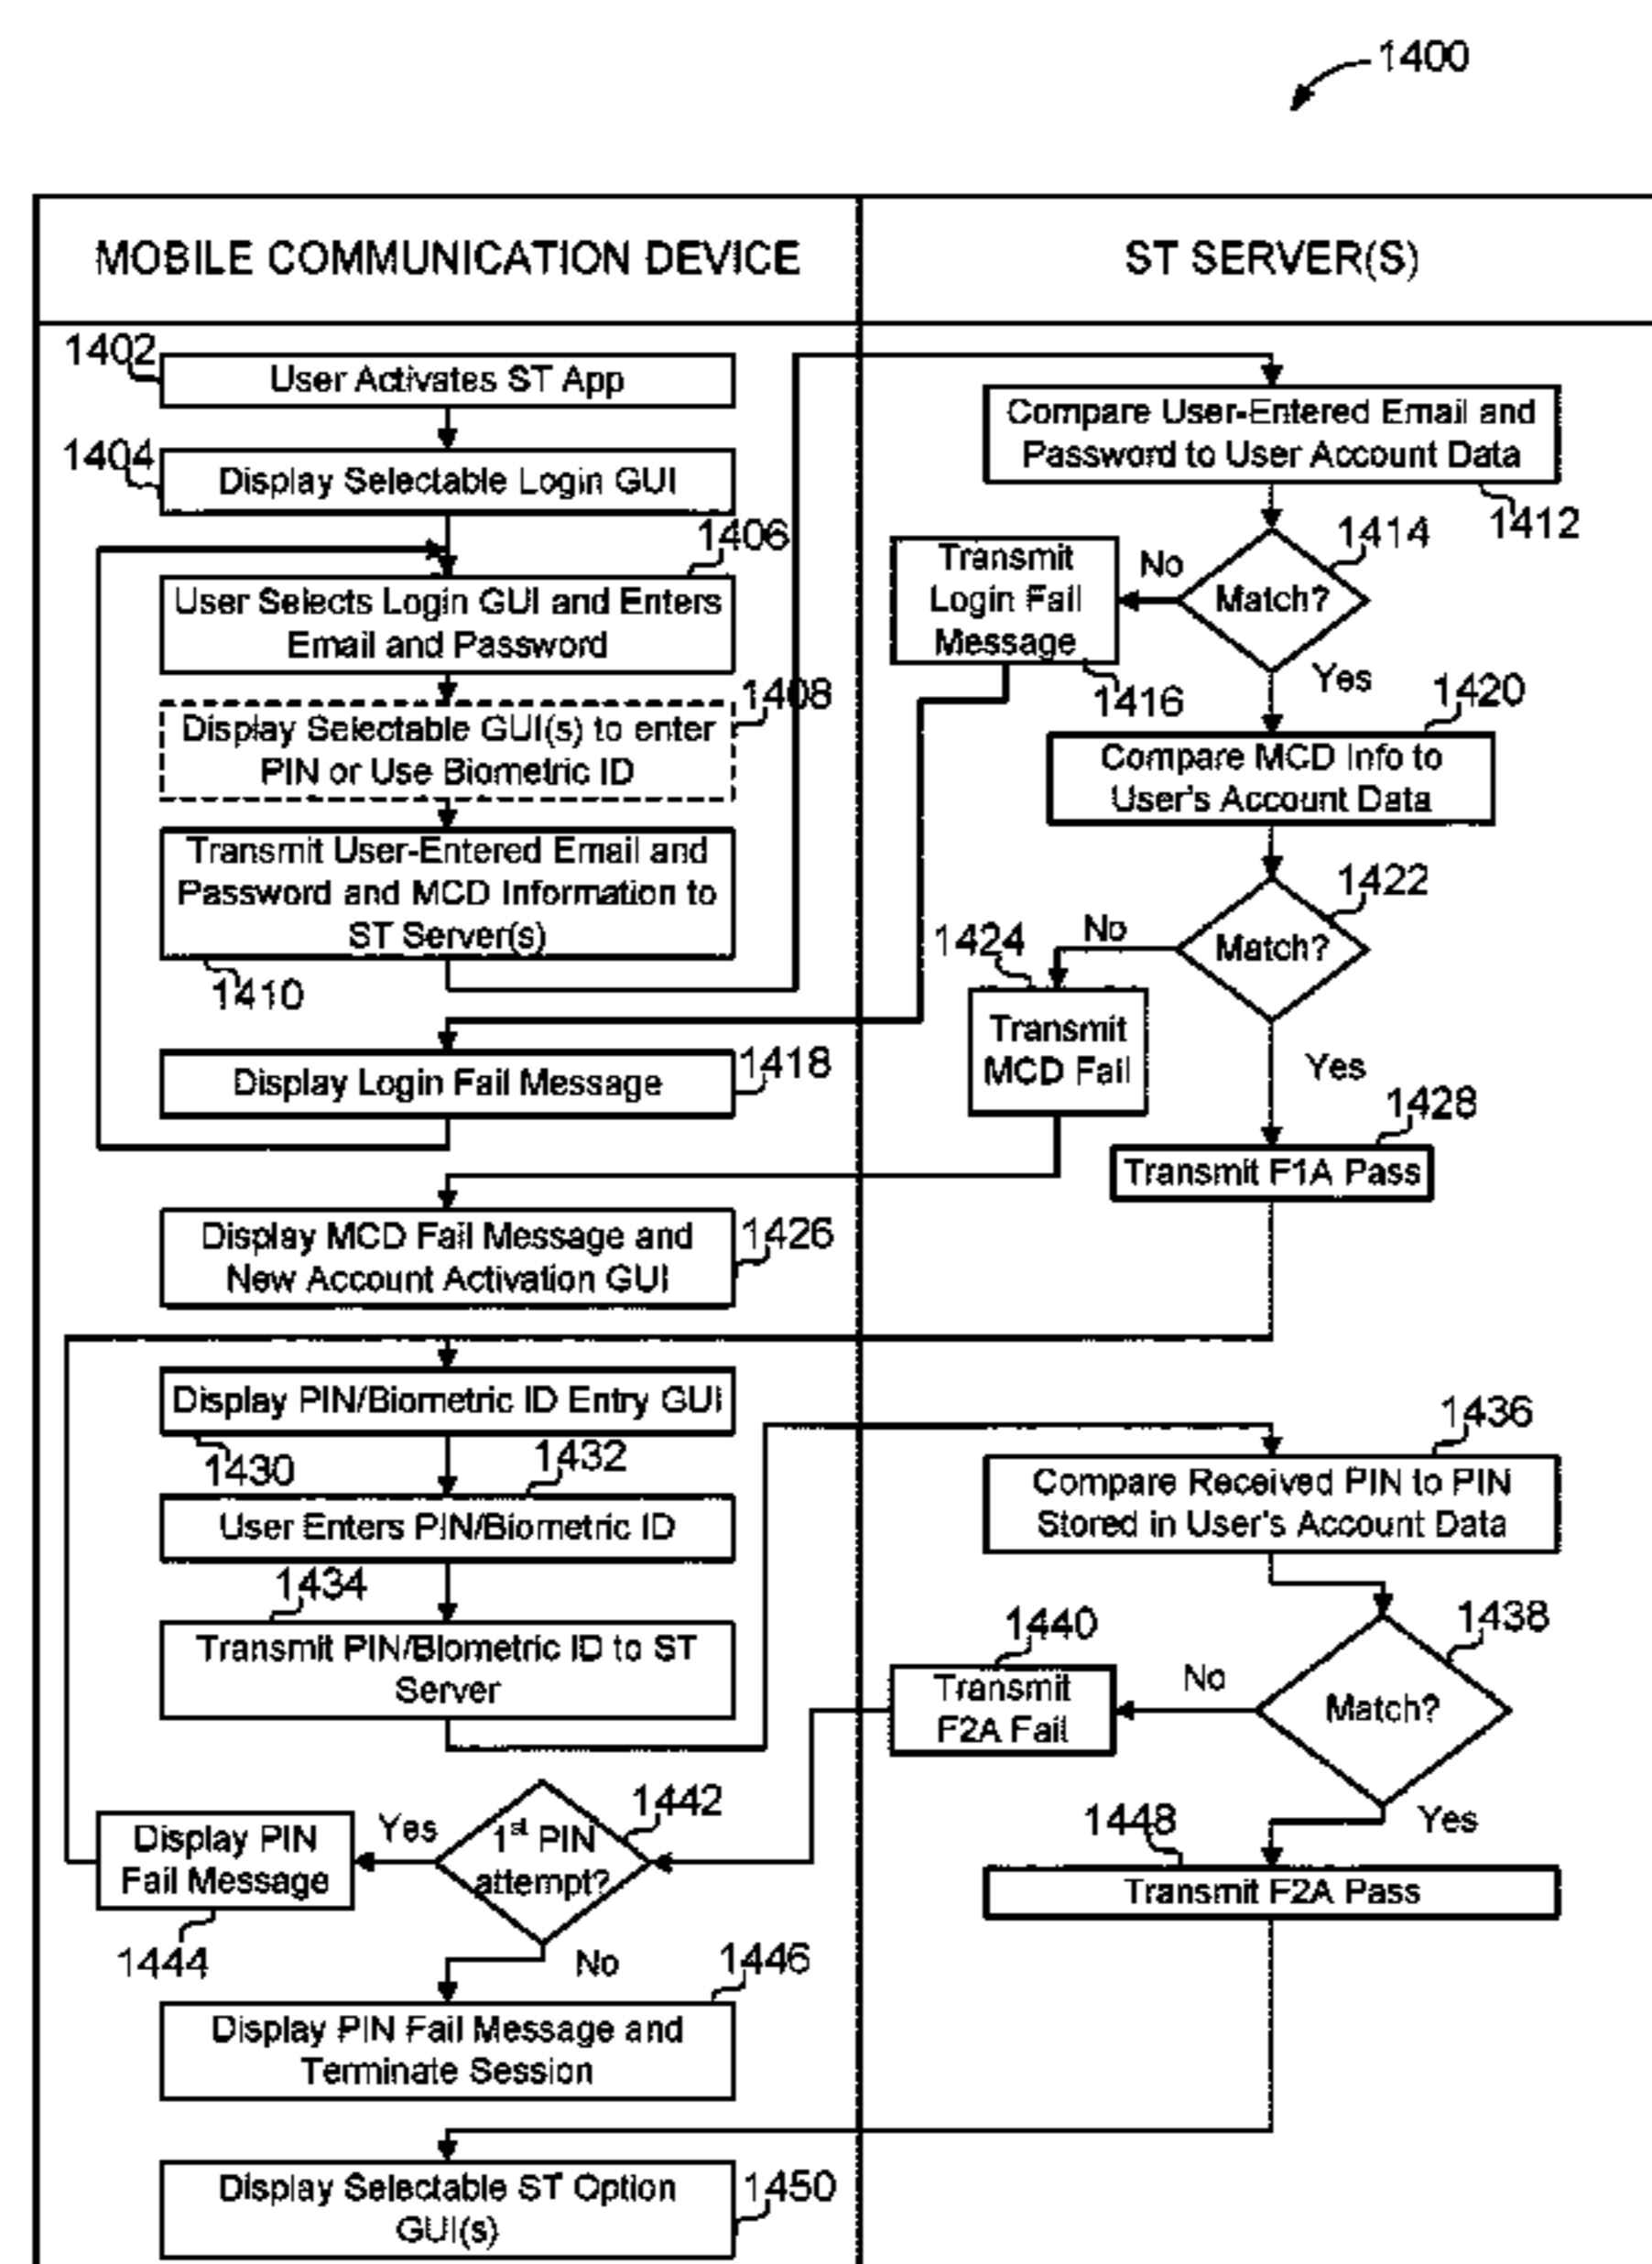 1400
MOBILE COMMUNICATION DEVICE
ST SERVER(S)
1402
User Activates ST App
1404
Display Selectable Login GUI
1406
User Selects Login GUI and Enters
Email and Password
1408
Display Selectable GUI(s) to enter
PIN or Use Biometric ID
Transmit User-Entered Email and
Password and MCD Information to
ST Server(s)
1410
Compare User-Entered Email and
Password to User Account Data
1412
1414
Match?
No
Yes
Transmit
Login Fail
Message
1416
Display Login Fail Message
1418
1420
Compare MCD Info to
User's Account Data
1422
Match?
No
Yes
1424
Transmit
MCD Fail
Display MCD Fail Message and
New Account Activation GUI
1426
1428
Transmit F1A Pass
Display PIN/Biometric ID Entry GUI
1430
1432
User Enters PIN/Biometric ID
1434
Transmit PIN/Biometric ID to ST
Server
1436
Compare Received PIN to PIN
Stored in User's Account Data
1438
Match?
No
Yes
1440
Transmit
F2A Fail
1442
1st PIN
attempt?
Yes
No
Display PIN
Fail Message
1444
1446
Display PIN Fail Message and
Terminate Session
1448
Transmit F2A Pass
Display Selectable ST Option
GUI(s)
1450